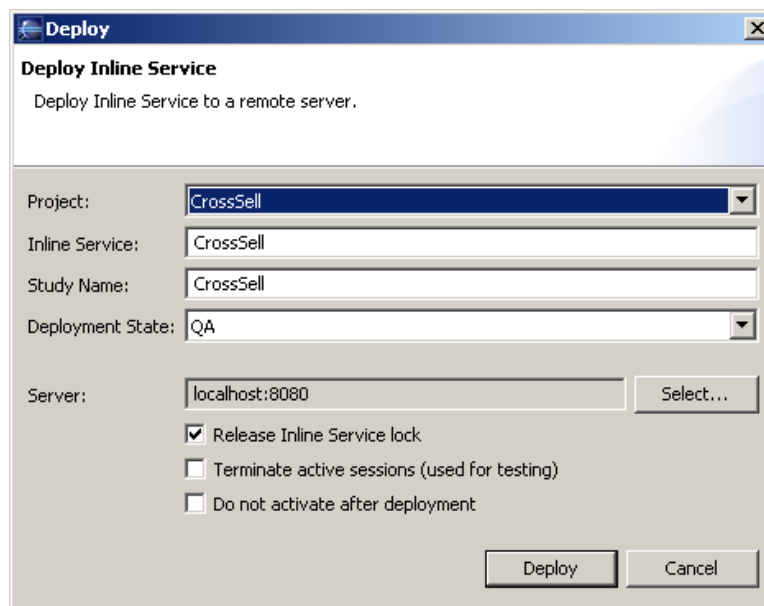 Deploy
Deploy Inline Service
Deploy Inline Service to a remote server.
Project: CrossSell
Inline Service: CrossSell
Study Name: CrossSell
Deployment State: QA
Server: localhost:8080 Select...
Release Inline Service lock
Terminate active sessions (used for testing)
Do not activate after deployment
Deploy Cancel